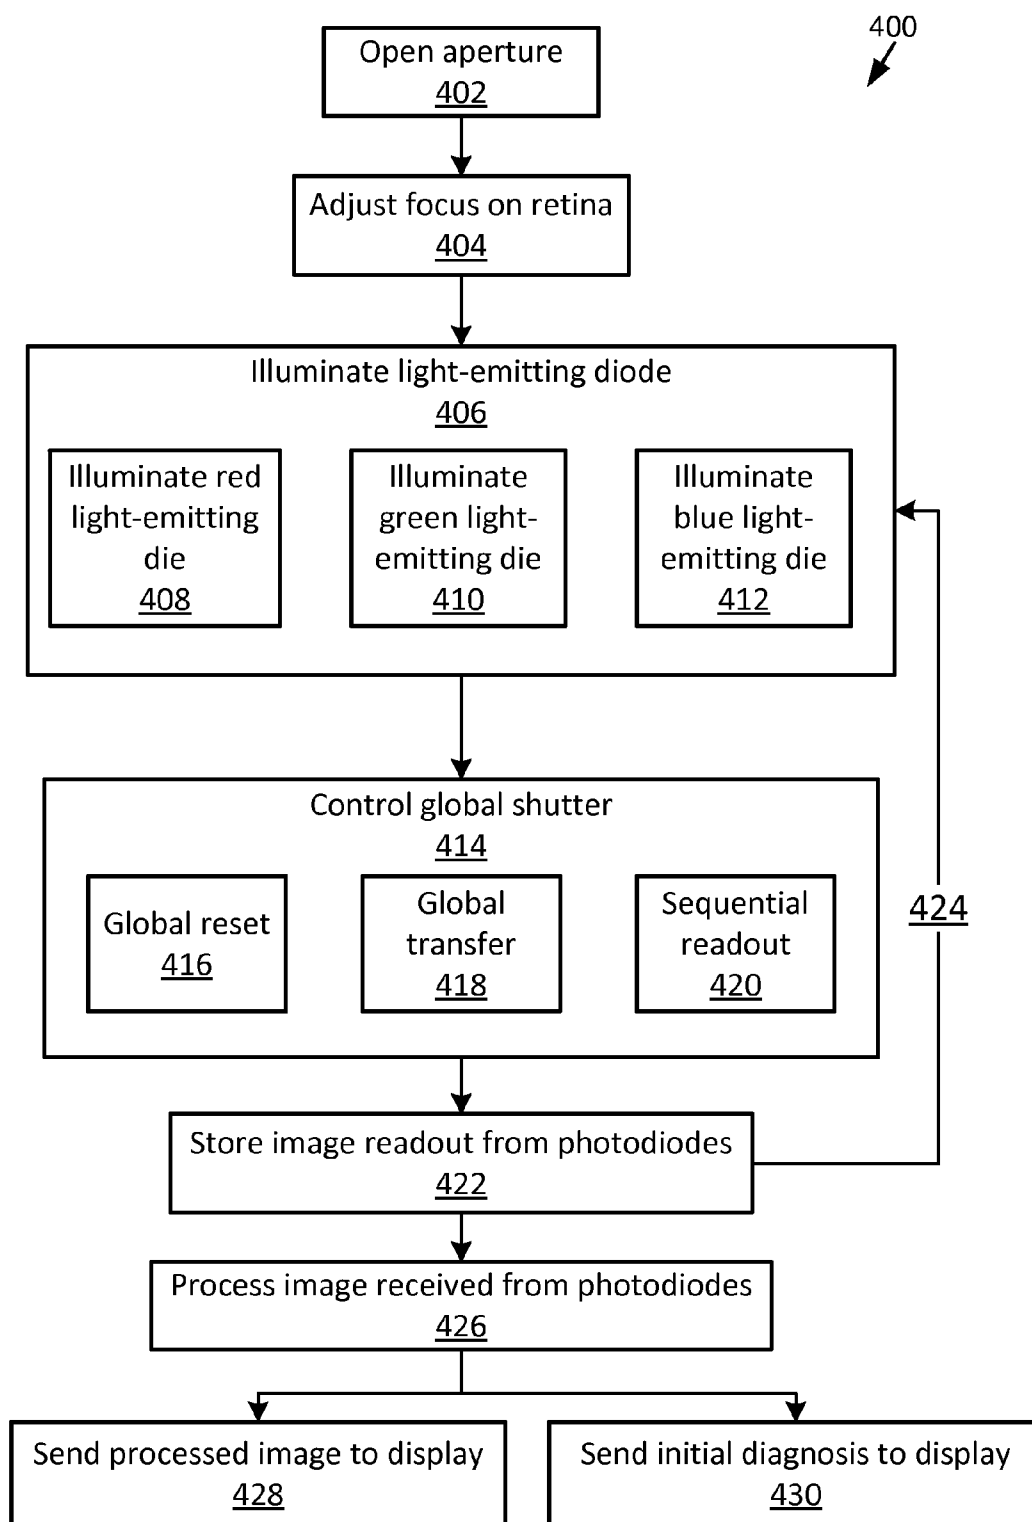 400
Open aperture
402
Adjust focus on retina
404
Illuminate light-emitting diode
406
Illuminate red
light-emitting
die
408
Illuminate
green light-
emitting die
410
Illuminate
blue light-
emitting die
412
Control global shutter
414
Global reset
416
Global
transfer
418
Sequential
readout
420
424
Store image readout from photodiodes
422
Process image received from photodiodes
426
Send processed image to display
428
Send initial diagnosis to display
430